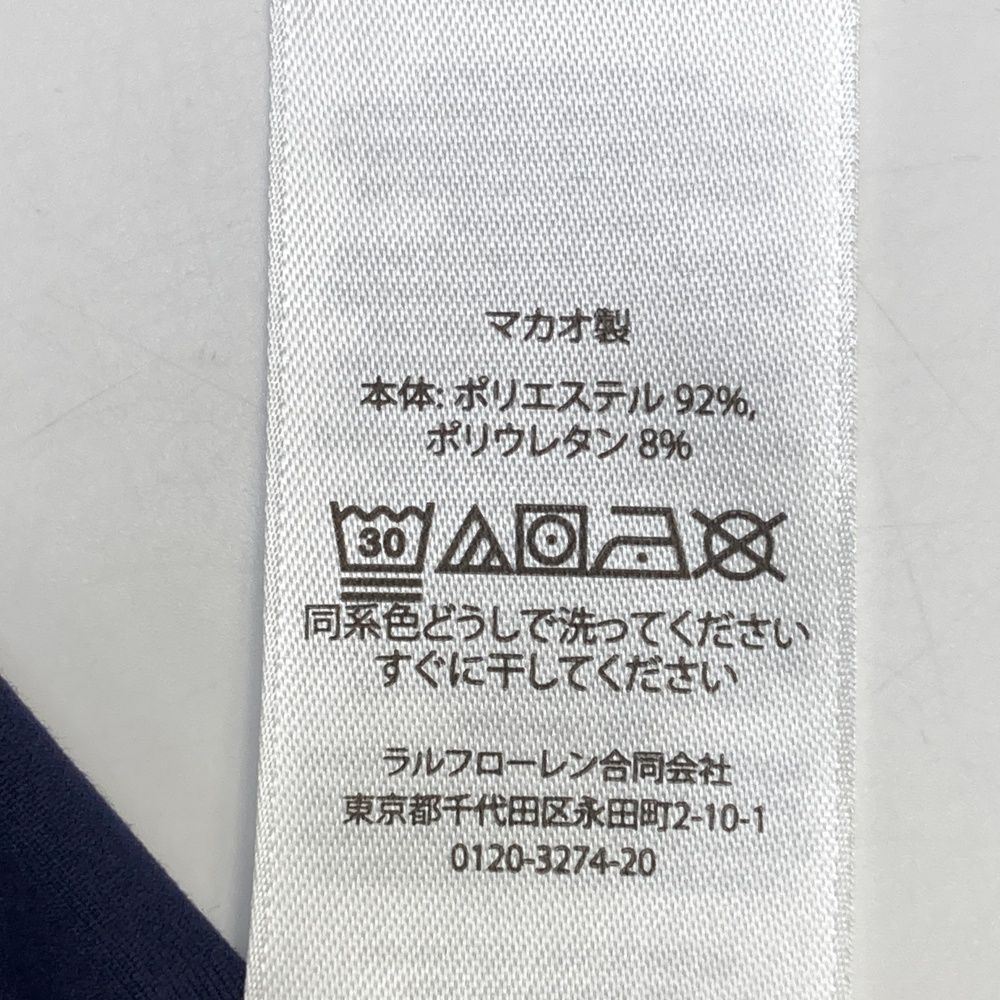 マカオ製
本体: ポリエステル 92%,
ポリウレタン 8%
30
同系色どうしで洗ってください
すぐに干してください
ラルフローレン合同会社
東京都千代田区永田町2-10-1
0120-3274-20